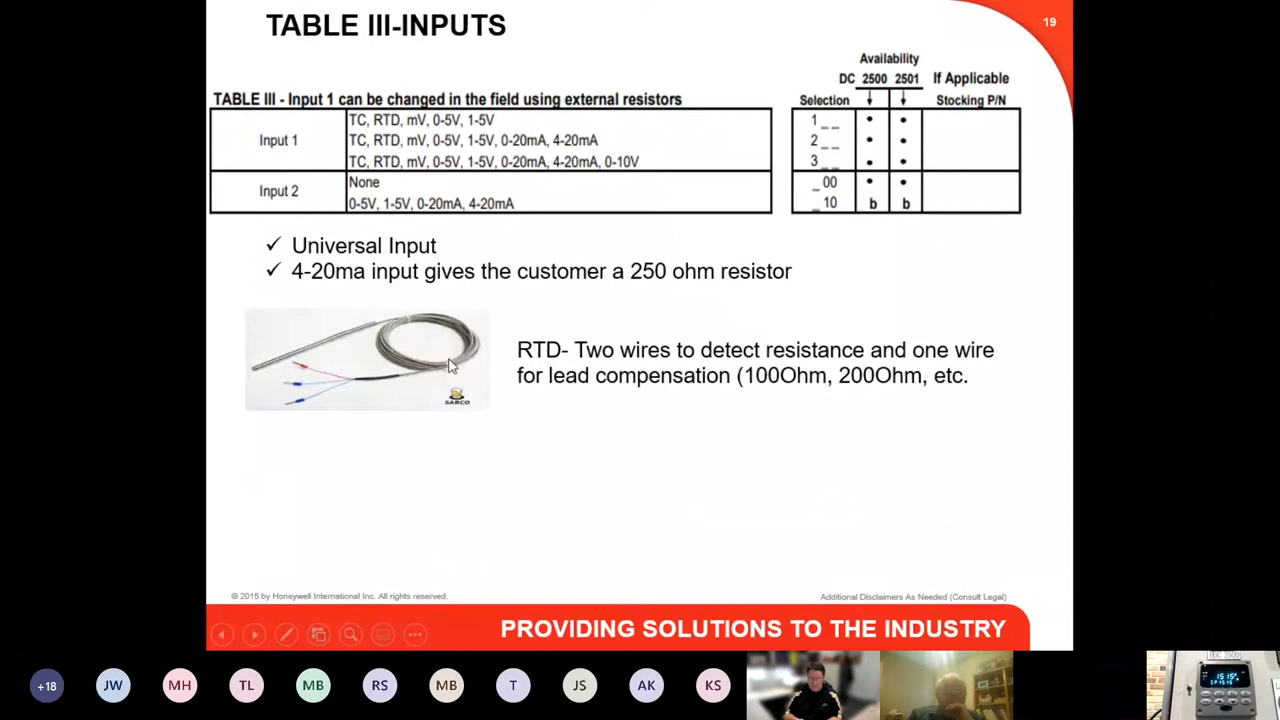 TABLE III-INPUTS
19
Availability
DC 2500 2501
If Applicable
TABLE III - Input 1 can be changed in the field using external resistors
Selection
Stocking P/N
Input 1
TC, RTD, mV, 0-5V, 1-5V
1 _ _ • •
TC, RTD, mV, 0-5V, 1-5V, 0-20mA, 4-20mA
2 _ _ • •
TC, RTD, mV, 0-5V, 1-5V, 0-20mA, 4-20mA, 0-10V
3 _ _ • •
Input 2
None
_ 00 • •
0-5V, 1-5V, 0-20mA, 4-20mA
_ 10 b b
✓ Universal Input
✓ 4-20ma input gives the customer a 250 ohm resistor
SARCO
RTD- Two wires to detect resistance and one wire
for lead compensation (100Ohm, 200Ohm, etc.
© 2015 by Honeywell International Inc. All rights reserved.
Additional Disclaimers As Needed (Consult Legal)
PROVIDING SOLUTIONS TO THE INDUSTRY
+18 JW MH TL MB RS MB T JS AK KS